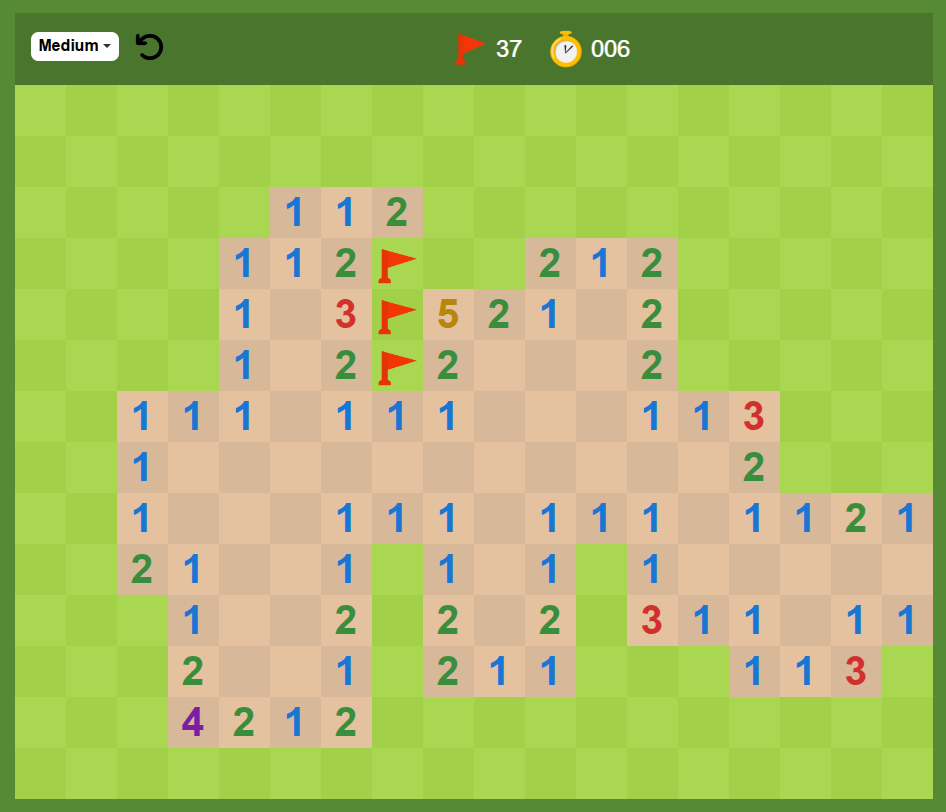 Medium 37 006
1 1 2
1 1 2 2 1 2
1 3 5 2 1 2
1 2 2 2
1 1 1 1 1 1 1 1 3
1 2
1 1 1 1 1 1 1 1 1 2 1
2 1 1 1 1 1
1 2 2 2 3 1 1 1 1
2 1 2 1 1 1 1 3
4 2 1 2